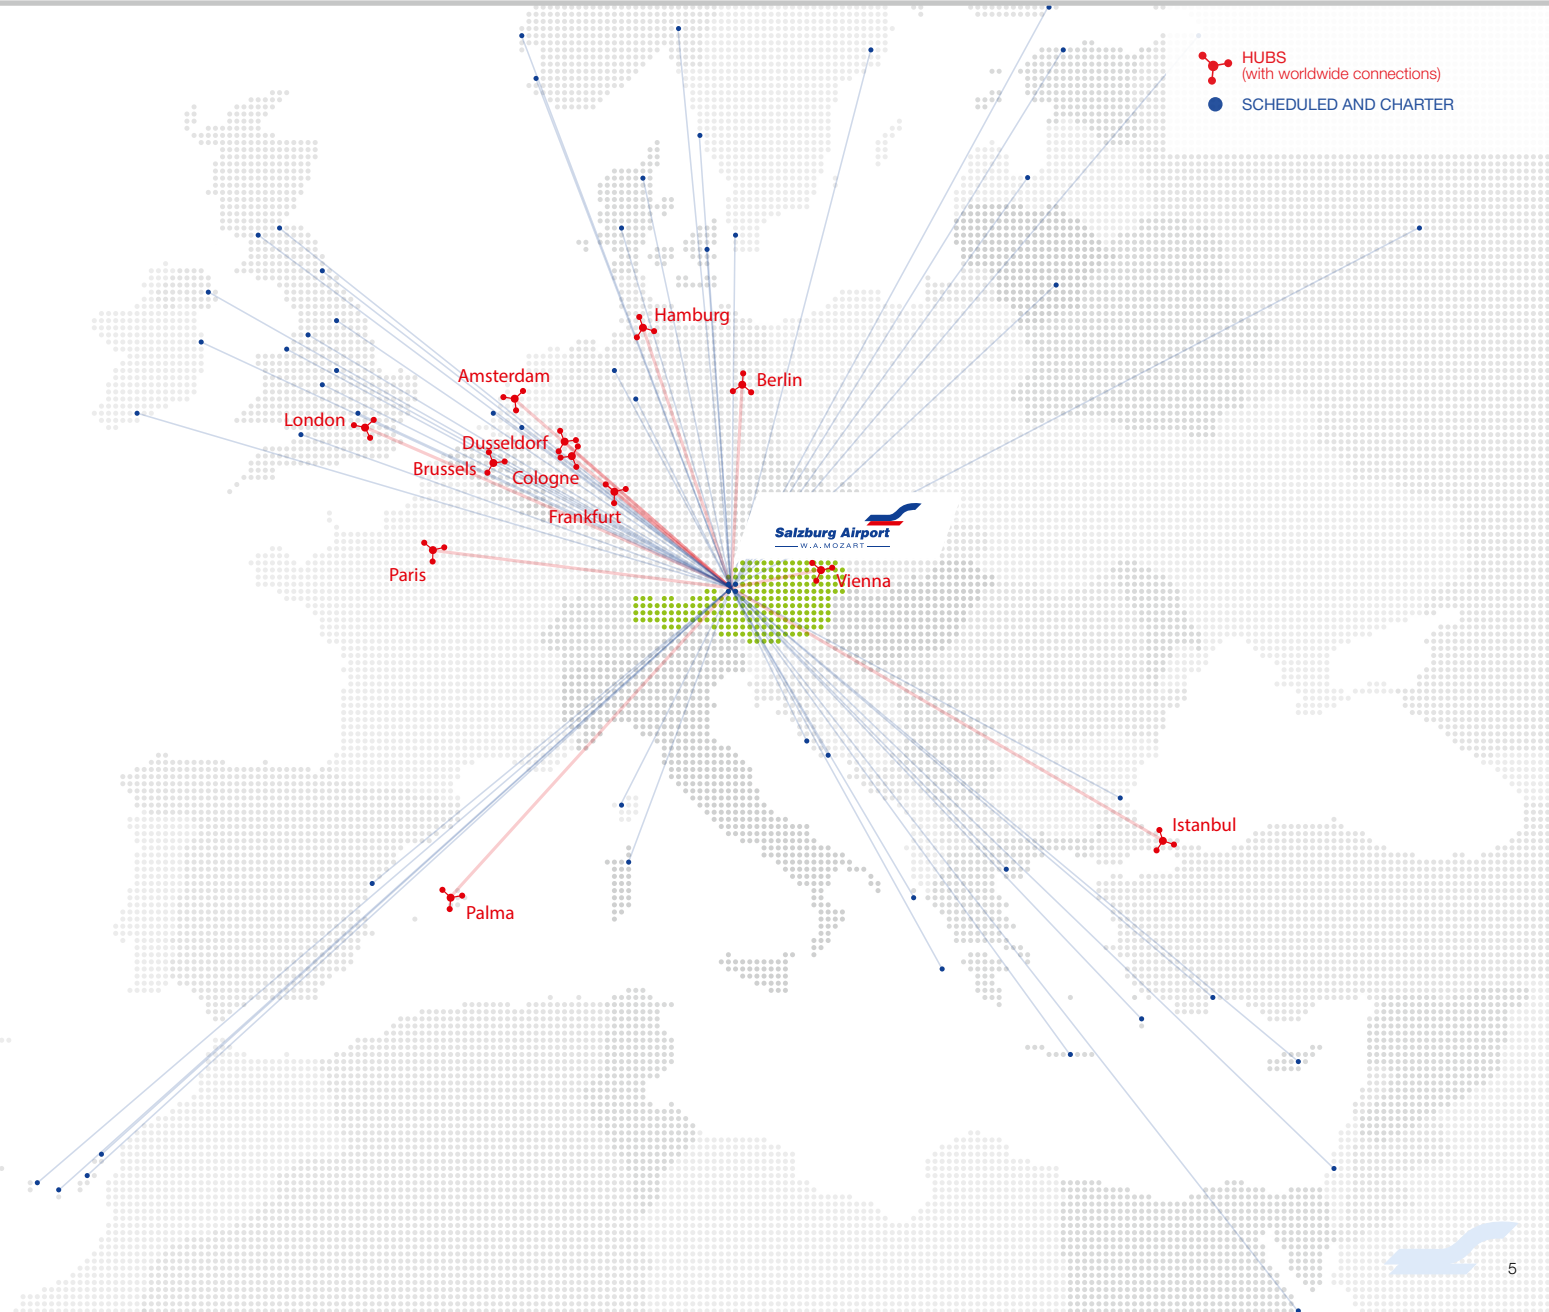 HUBS
(with worldwide connections)
SCHEDULED AND CHARTER
Hamburg
Amsterdam
Berlin
London
Dusseldorf
Brussels
Cologne
Frankfurt
Salzburg Airport
W.A.MOZART
Paris
Vienna
Istanbul
Palma
5